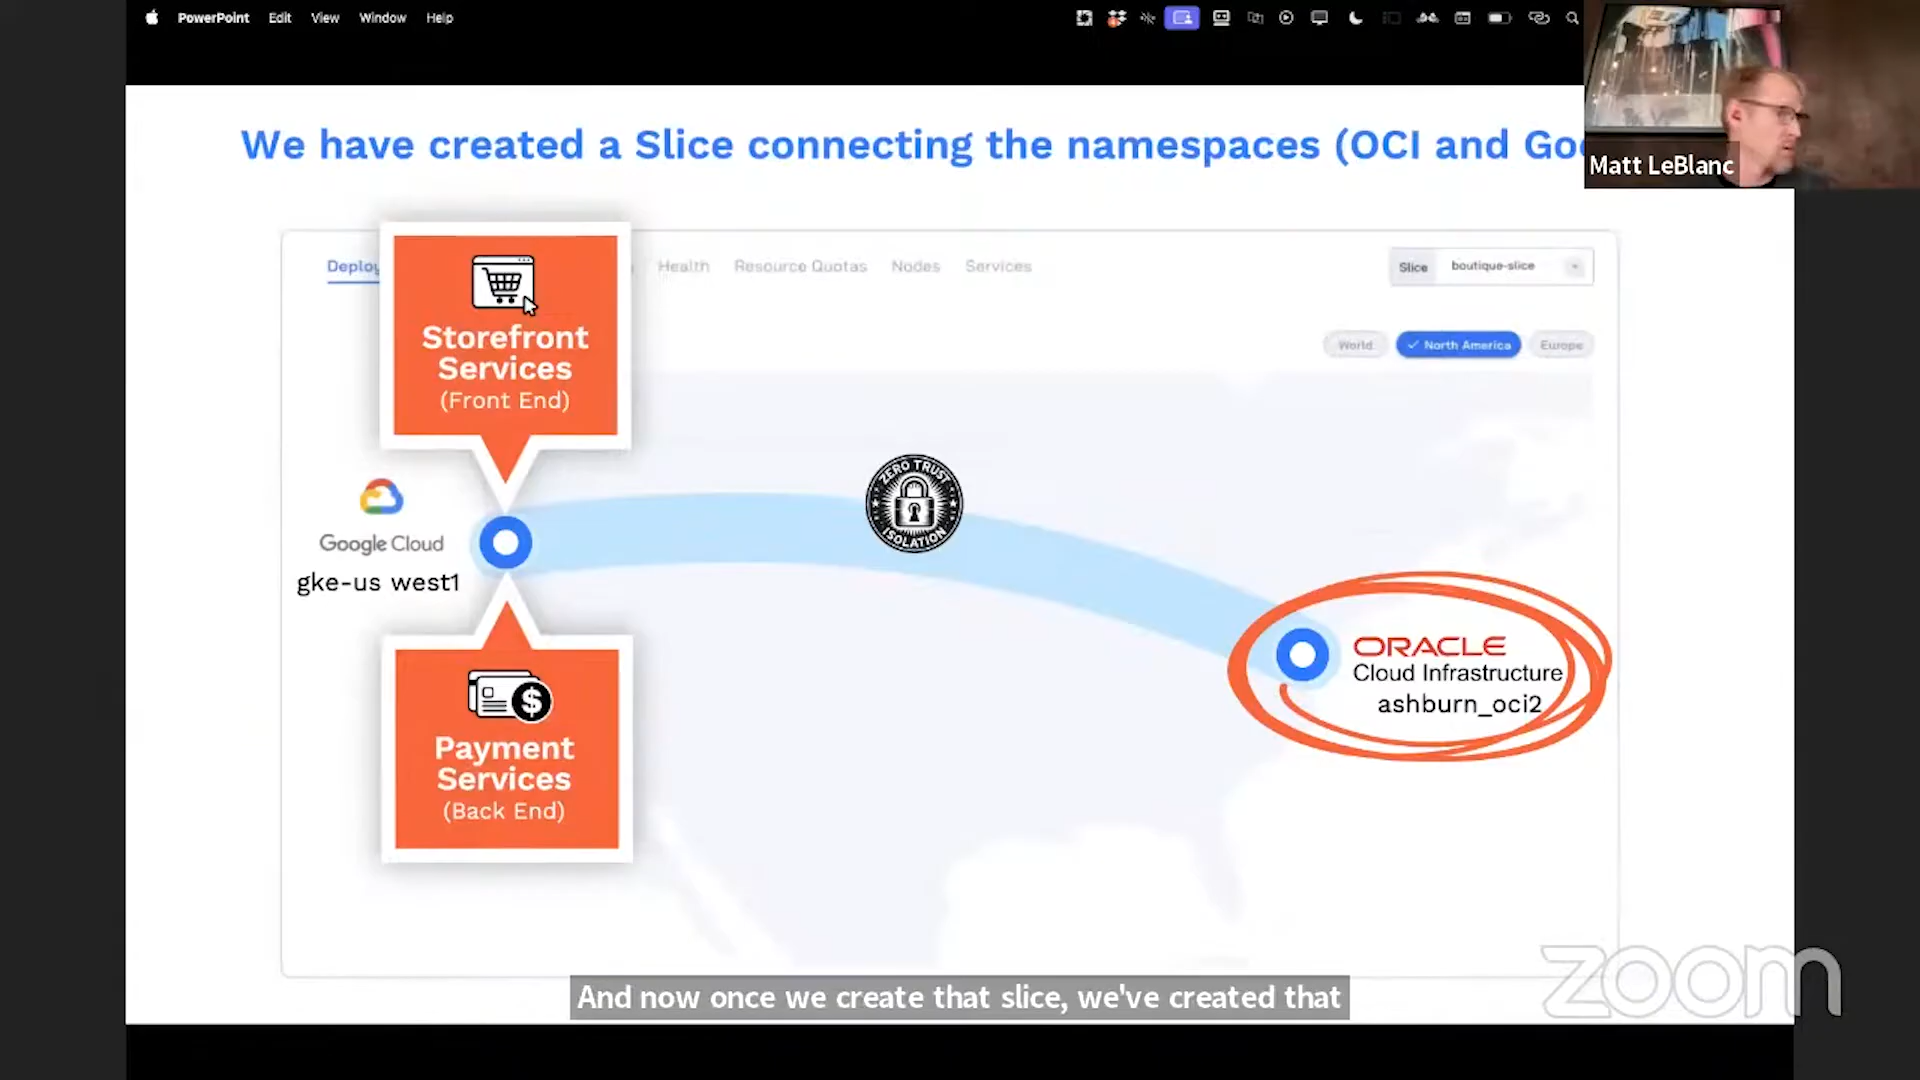 PowerPoint Edit View Window Help
Matt LeBlanc
We have created a Slice connecting the namespaces (OCI and Goo
Deploy Health Resource Quotas Nodes Services
Slice boutique-slice
World North America Europe
Storefront
Services
(Front End)
ZERO TRUST
ISOLATION
Google Cloud
gke-us west1
ORACLE
Cloud Infrastructure
ashburn_oci2
Payment
Services
(Back End)
$
And now once we create that slice, we've created that
zoom